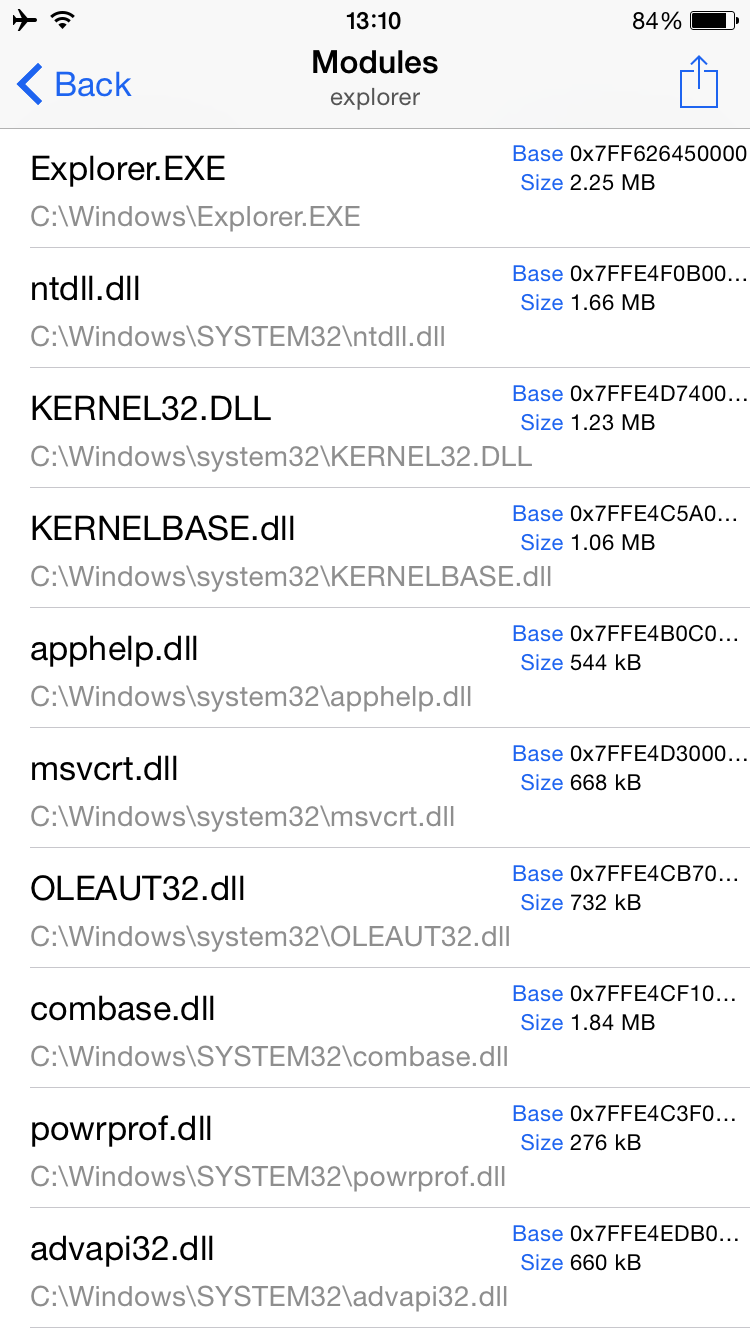 13:10
84%
Back
Modules
explorer
Explorer.EXE
Base 0x7FF626450000
Size 2.25 MB
C:\Windows\Explorer.EXE
ntdll.dll
Base 0x7FFE4F0B00...
Size 1.66 MB
C:\Windows\SYSTEM32\ntdll.dll
KERNEL32.DLL
Base 0x7FFE4D7400...
Size 1.23 MB
C:\Windows\system32\KERNEL32.DLL
KERNELBASE.dll
Base 0x7FFE4C5A0...
Size 1.06 MB
C:\Windows\system32\KERNELBASE.dll
apphelp.dll
Base 0x7FFE4B0C0...
Size 544 kB
C:\Windows\system32\apphelp.dll
msvcrt.dll
Base 0x7FFE4D3000...
Size 668 kB
C:\Windows\system32\msvcrt.dll
OLEAUT32.dll
Base 0x7FFE4CB70...
Size 732 kB
C:\Windows\system32\OLEAUT32.dll
combase.dll
Base 0x7FFE4CF10...
Size 1.84 MB
C:\Windows\SYSTEM32\combase.dll
powrprof.dll
Base 0x7FFE4C3F0...
Size 276 kB
C:\Windows\SYSTEM32\powrprof.dll
advapi32.dll
Base 0x7FFE4EDB0...
Size 660 kB
C:\Windows\SYSTEM32\advapi32.dll